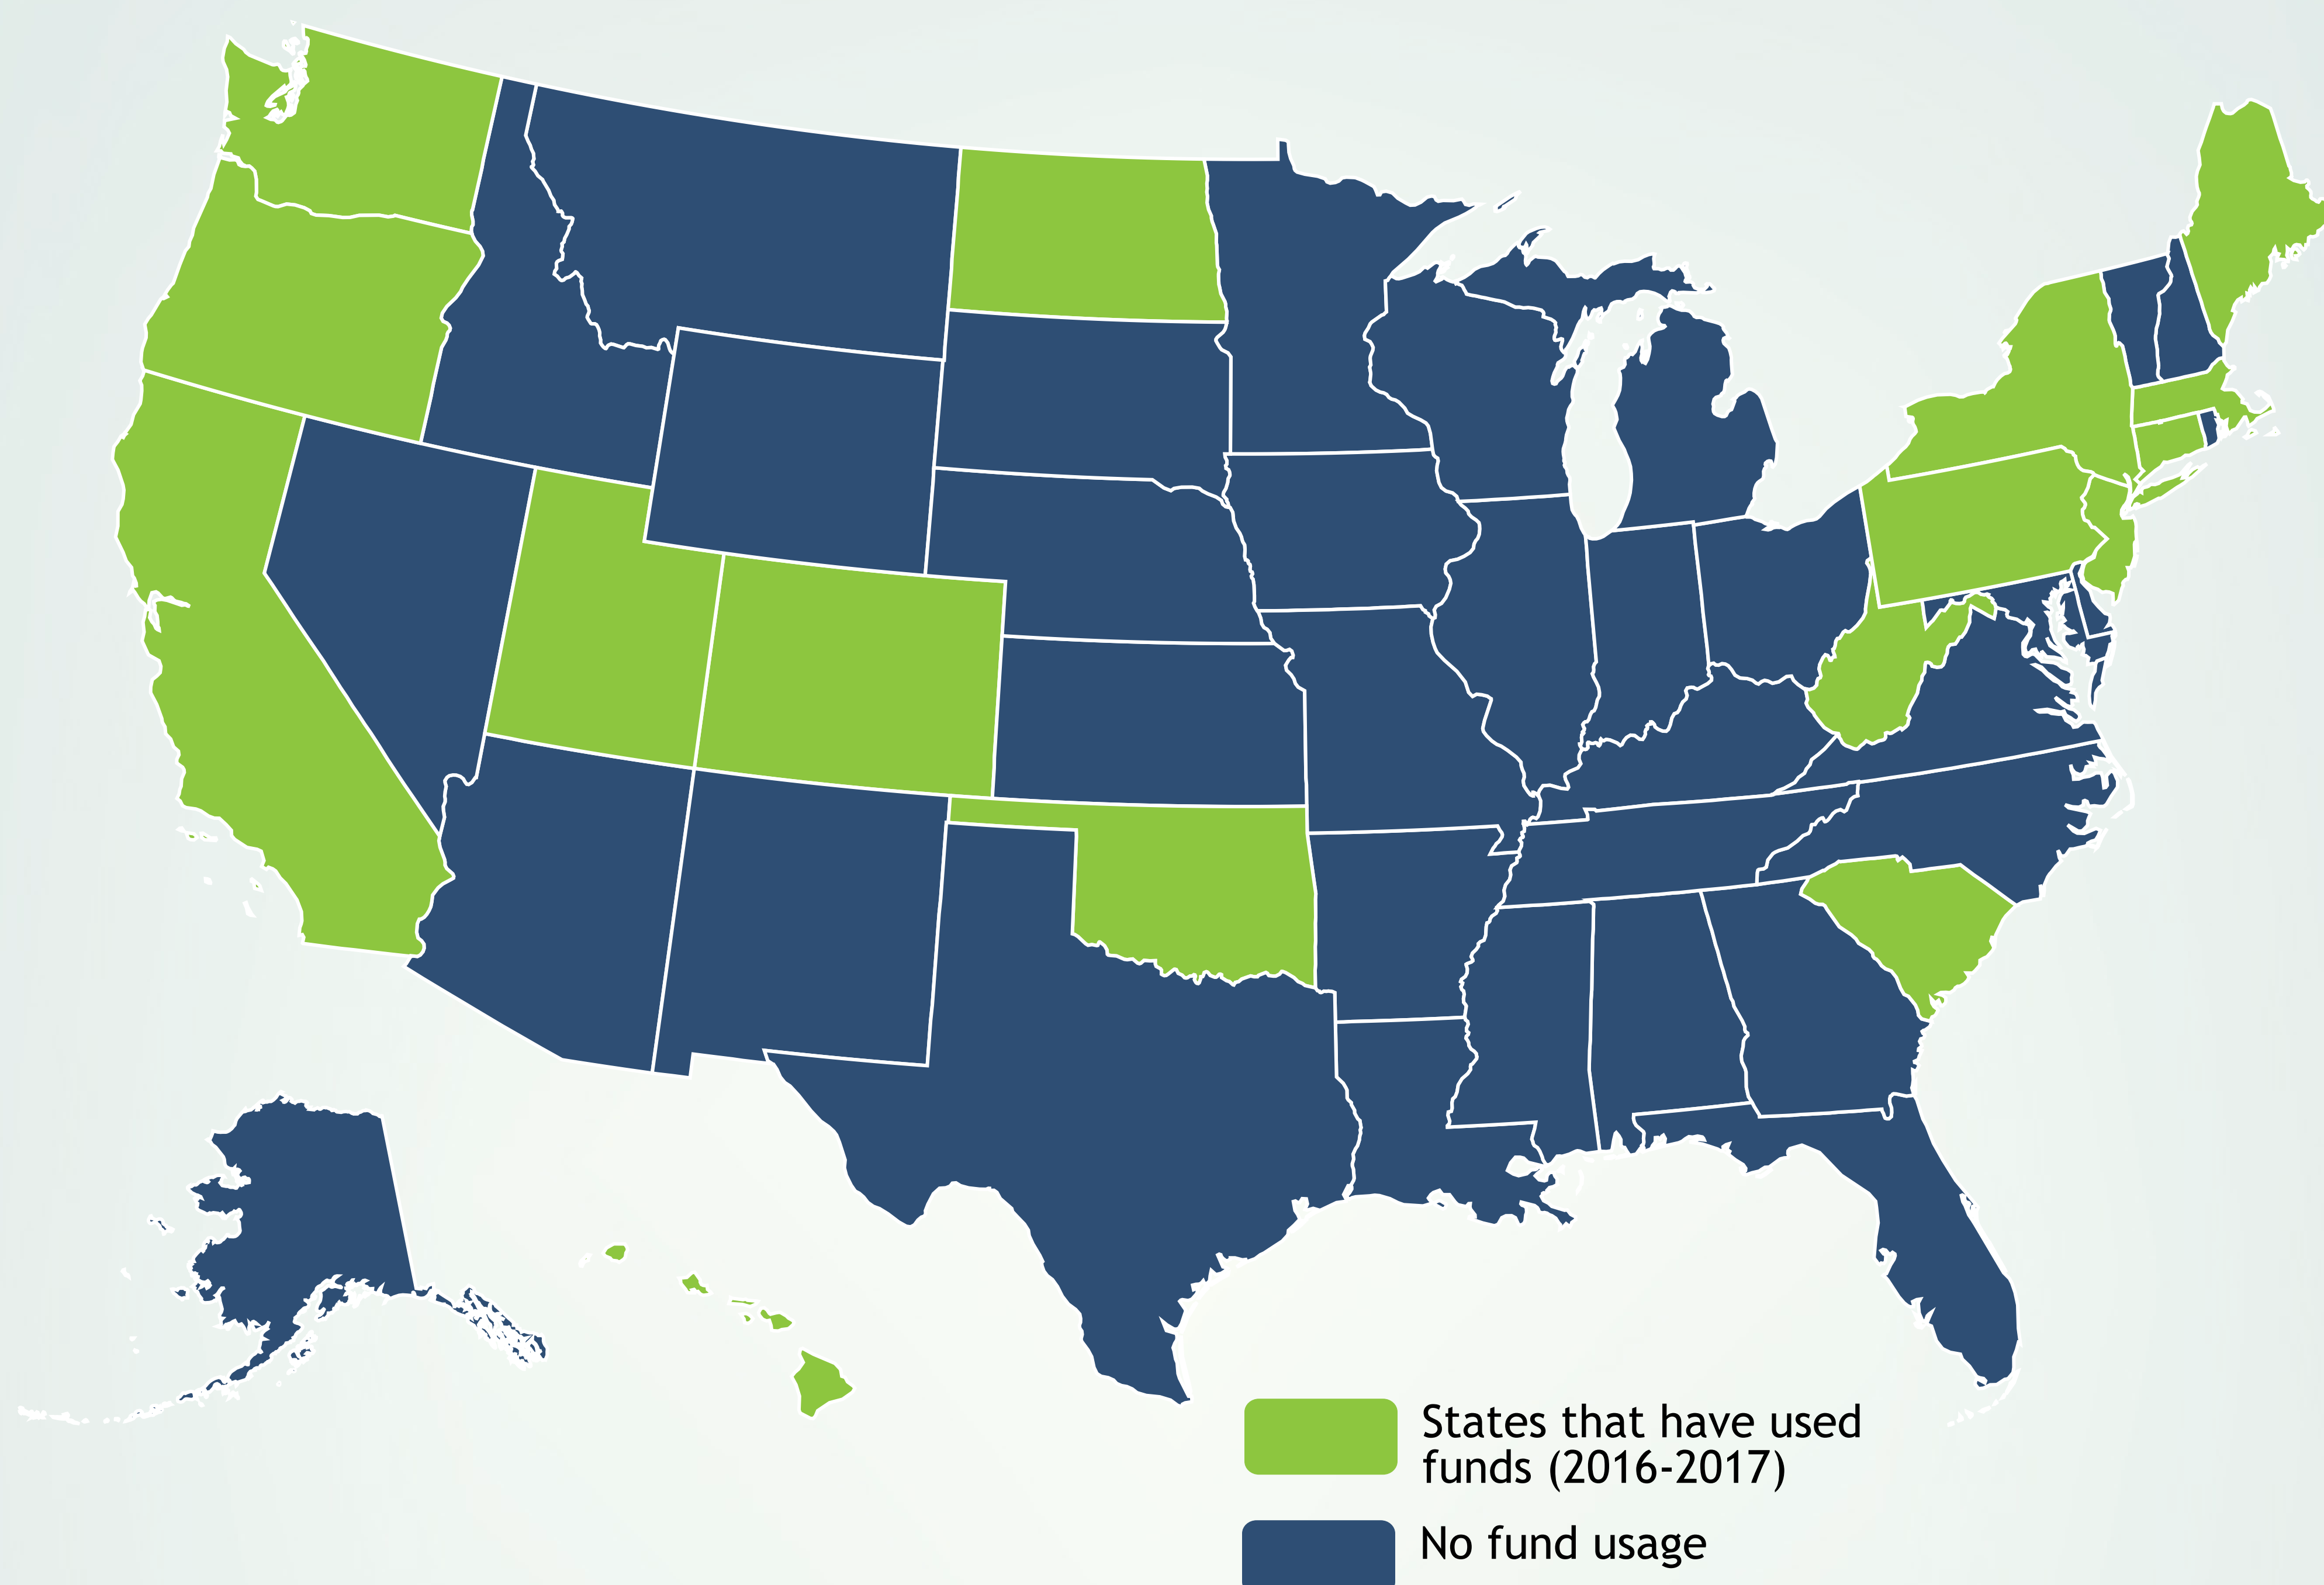 States that have used
funds (2016-2017)
No fund usage